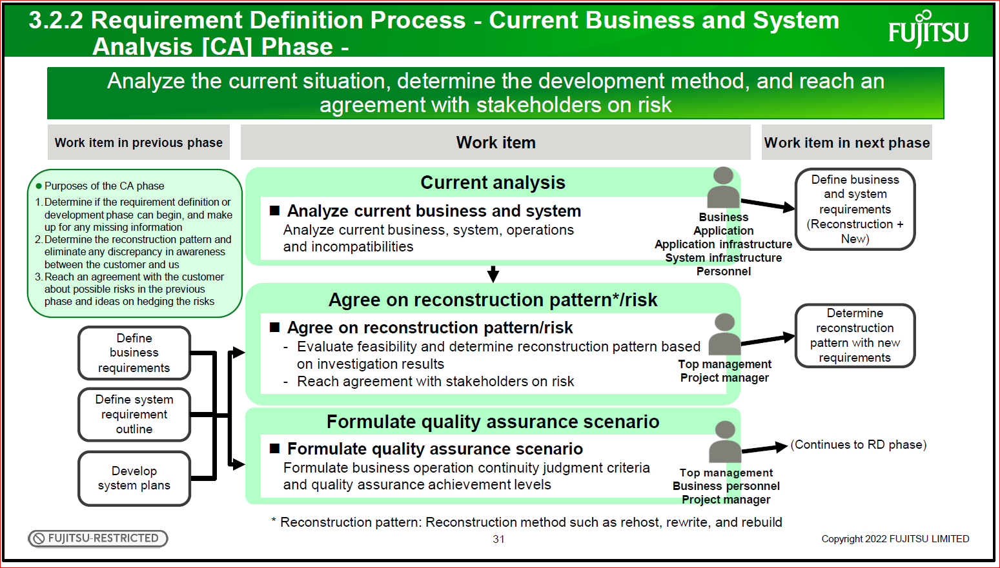 3.2.2 Requirement Definition Process - Current Business and System
Analysis [CA] Phase -
FUJITSU
Analyze the current situation, determine the development method, and reach an
agreement with stakeholders on risk
Work item in previous phase
Work item
Work item in next phase
● Purposes of the CA phase
1. Determine if the requirement definition or
development phase can begin, and make
up for any missing information
2. Determine the reconstruction pattern and
eliminate any discrepancy in awareness
between the customer and us
3. Reach an agreement with the customer
about possible risks in the previous
phase and ideas on hedging the risks
Define
business
requirements
Define system
requirement
outline
Develop
system plans
Current analysis
■ Analyze current business and system
Analyze current business, system, operations
and incompatibilities
Business
Application
Application infrastructure
System infrastructure
Personnel
Define business
and system
requirements
(Reconstruction +
New)
Agree on reconstruction pattern*/risk
■ Agree on reconstruction pattern/risk
- Evaluate feasibility and determine reconstruction pattern based
on investigation results
- Reach agreement with stakeholders on risk
Top management
Project manager
Determine
reconstruction
pattern with new
requirements
Formulate quality assurance scenario
■ Formulate quality assurance scenario
Formulate business operation continuity judgment criteria
and quality assurance achievement levels
Top management
Business personnel
Project manager
(Continues to RD phase)
* Reconstruction pattern: Reconstruction method such as rehost, rewrite, and rebuild
FUJITSU-RESTRICTED
31
Copyright 2022 FUJITSU LIMITED